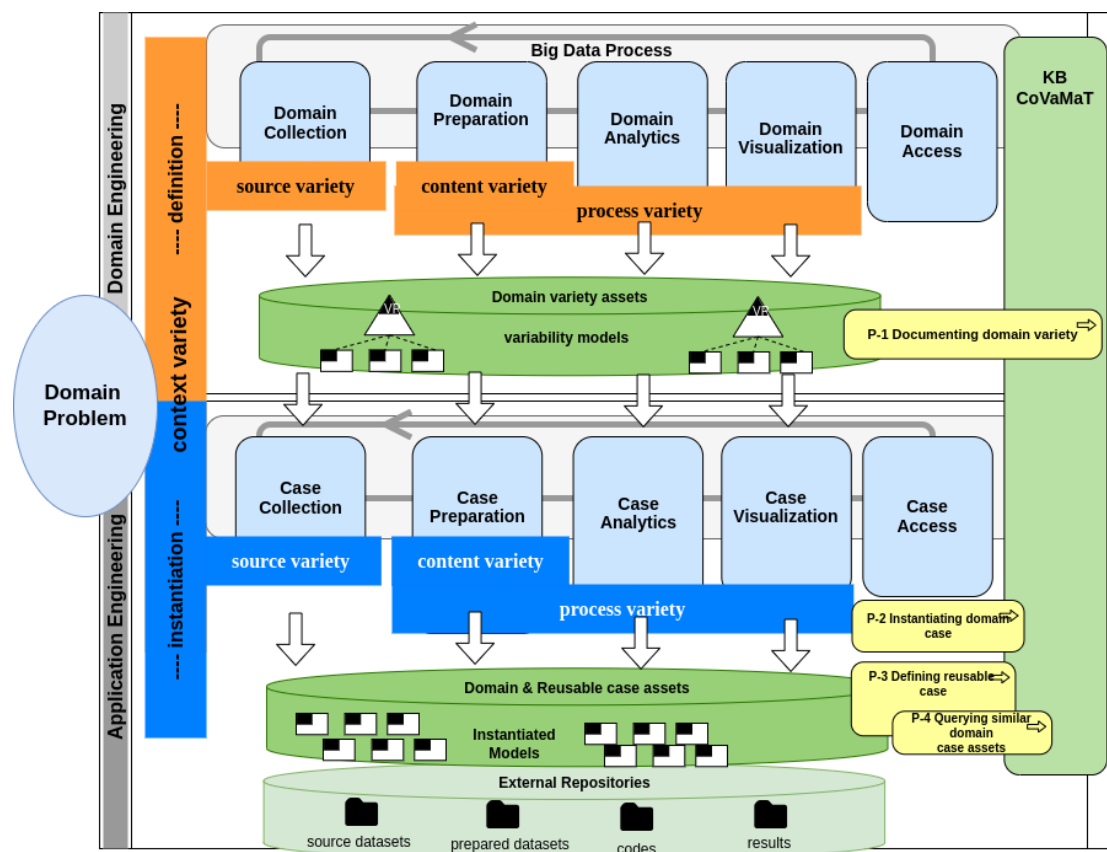 Big Data Process
KB
CoVaMaT
Domain
Collection
Domain
Preparation
Domain
Analytics
Domain
Visualization
Domain
Access
source variety
content variety
process variety
Domain Engineering
---- definition ----
context variety
Domain variety assets
VP
VP
variability models
P-1 Documenting domain variety
Domain
Problem
Case
Collection
Case
Preparation
Case
Analytics
Case
Visualization
Case
Access
source variety
content variety
process variety
Application Engineering
---- instantiation ----
P-2 Instantiating domain
case
Domain & Reusable case assets
P-3 Defining reusable
case
P-4 Querying similar
domain
case assets
Instantiated
Models
External Repositories
source datasets
prepared datasets
codes
results